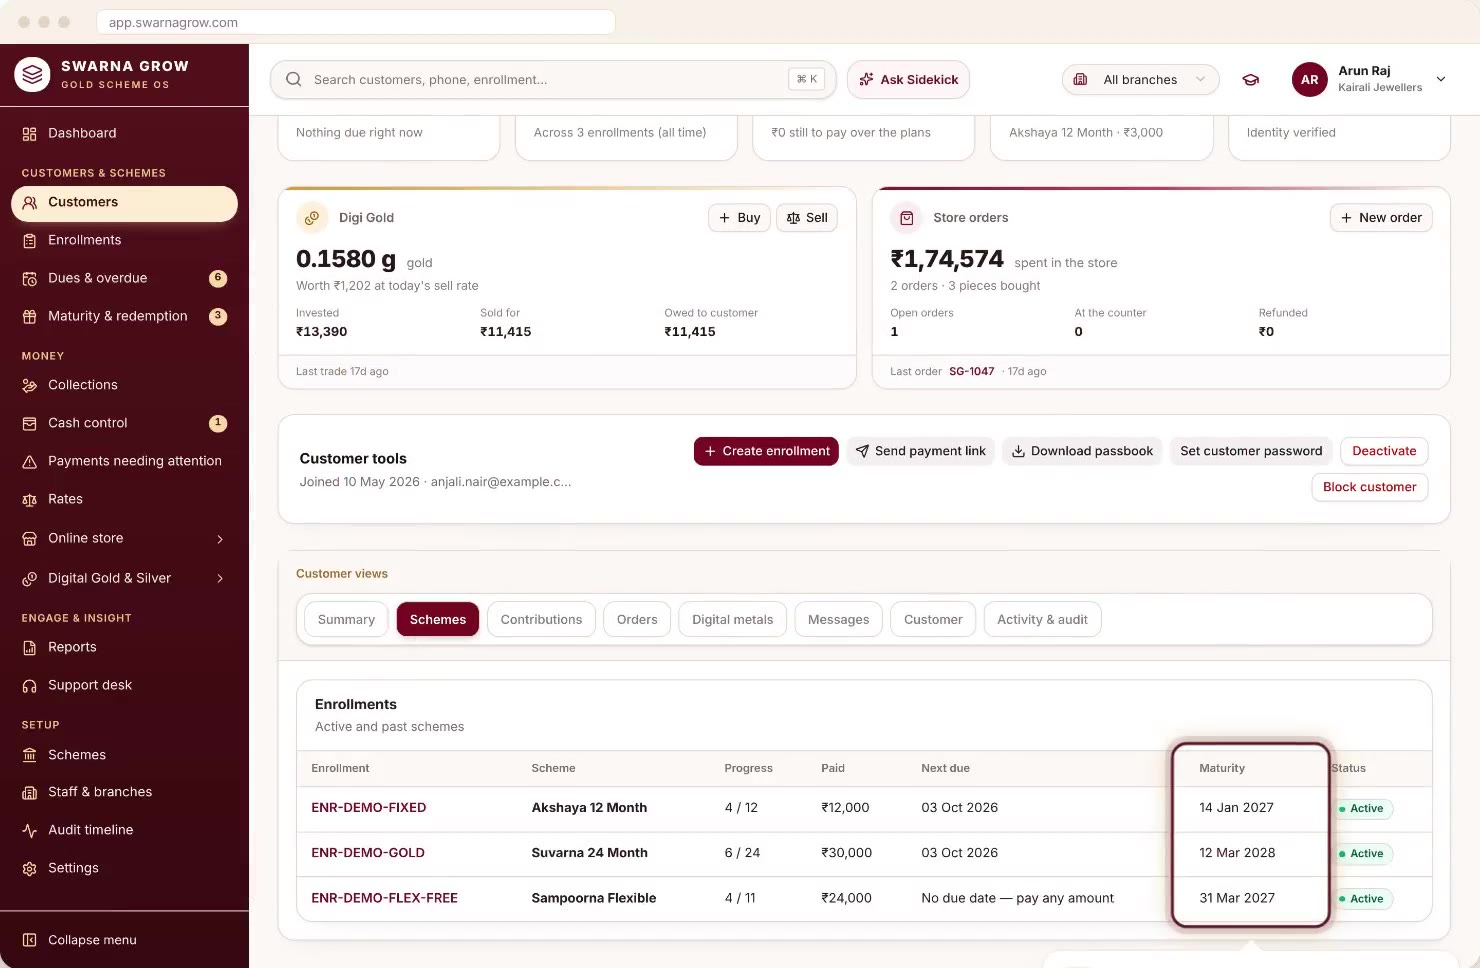 app.swarnagrow.com
SWARNA GROW
GOLD SCHEME OS
Search customers, phone, enrollment...
⌘ K
Ask Sidekick
All branches
AR
Arun Raj
Kairali Jewellers
Dashboard
CUSTOMERS & SCHEMES
Customers
Enrollments
Dues & overdue 6
Maturity & redemption 3
MONEY
Collections
Cash control 1
Payments needing attention
Rates
Online store
Digital Gold & Silver
ENGAGE & INSIGHT
Reports
Support desk
SETUP
Schemes
Staff & branches
Audit timeline
Settings
Collapse menu
Nothing due right now
Across 3 enrollments (all time)
₹0 still to pay over the plans
Akshaya 12 Month · ₹3,000
Identity verified
Digi Gold
+ Buy
Sell
0.1580 g gold
Worth ₹1,202 at today's sell rate
Invested Sold for Owed to customer
₹13,390 ₹11,415 ₹11,415
Last trade 17d ago
Store orders
+ New order
₹1,74,574 spent in the store
2 orders · 3 pieces bought
Open orders At the counter Refunded
1 0 ₹0
Last order SG-1047 · 17d ago
Customer tools
Joined 10 May 2026 · anjali.nair@example.c...
+ Create enrollment
Send payment link
Download passbook
Set customer password
Deactivate
Block customer
Customer views
Summary Schemes Contributions Orders Digital metals Messages Customer Activity & audit
Enrollments
Active and past schemes
Enrollment Scheme Progress Paid Next due Maturity Status
ENR-DEMO-FIXED Akshaya 12 Month 4 / 12 ₹12,000 03 Oct 2026 14 Jan 2027 Active
ENR-DEMO-GOLD Suvarna 24 Month 6 / 24 ₹30,000 03 Oct 2026 12 Mar 2028 Active
ENR-DEMO-FLEX-FREE Sampoorna Flexible 4 / 11 ₹24,000 No due date — pay any amount 31 Mar 2027 Active